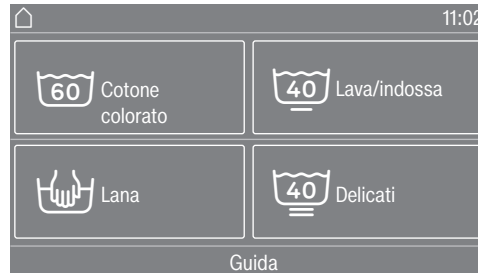 11:02
60 Cotone
colorato
40 Lava/indossa
Lana
40 Delicati
Guida